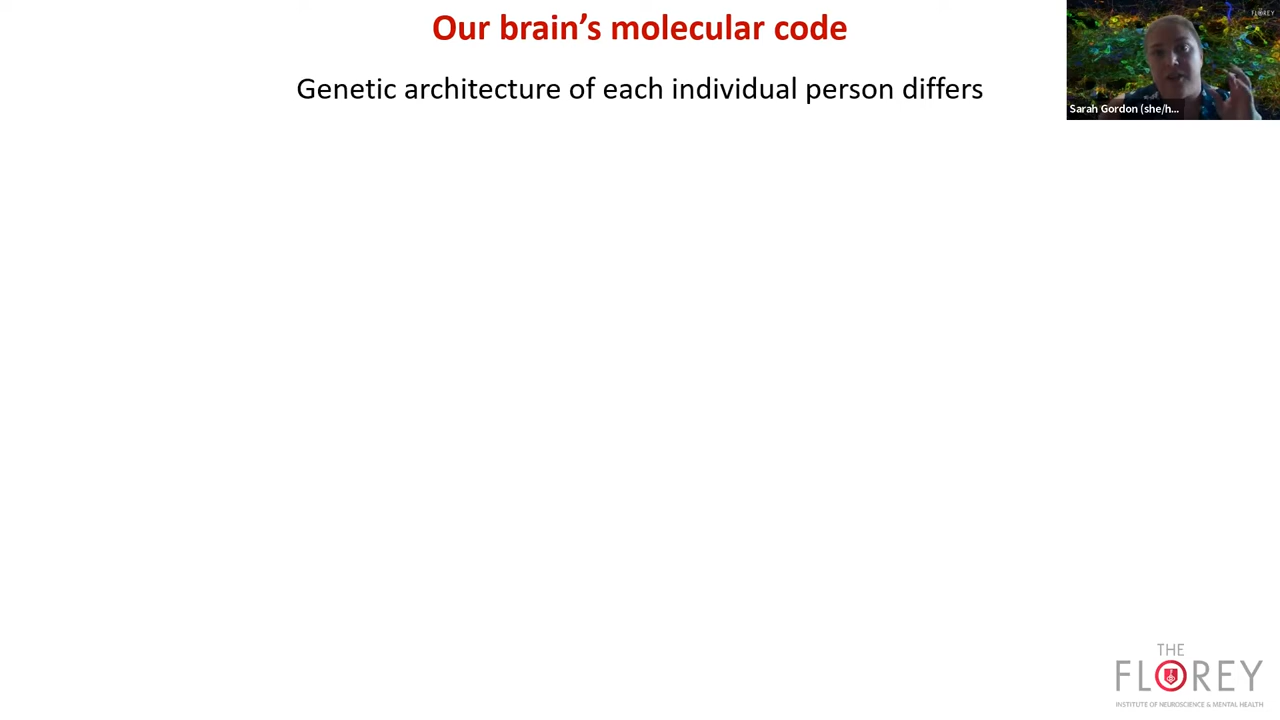 Our brain's molecular code
Genetic architecture of each individual person differs
FLOREY
Sarah Gordon (she/h...
THE
FLOREY
INSTITUTE OF NEUROSCIENCE & MENTAL HEALTH